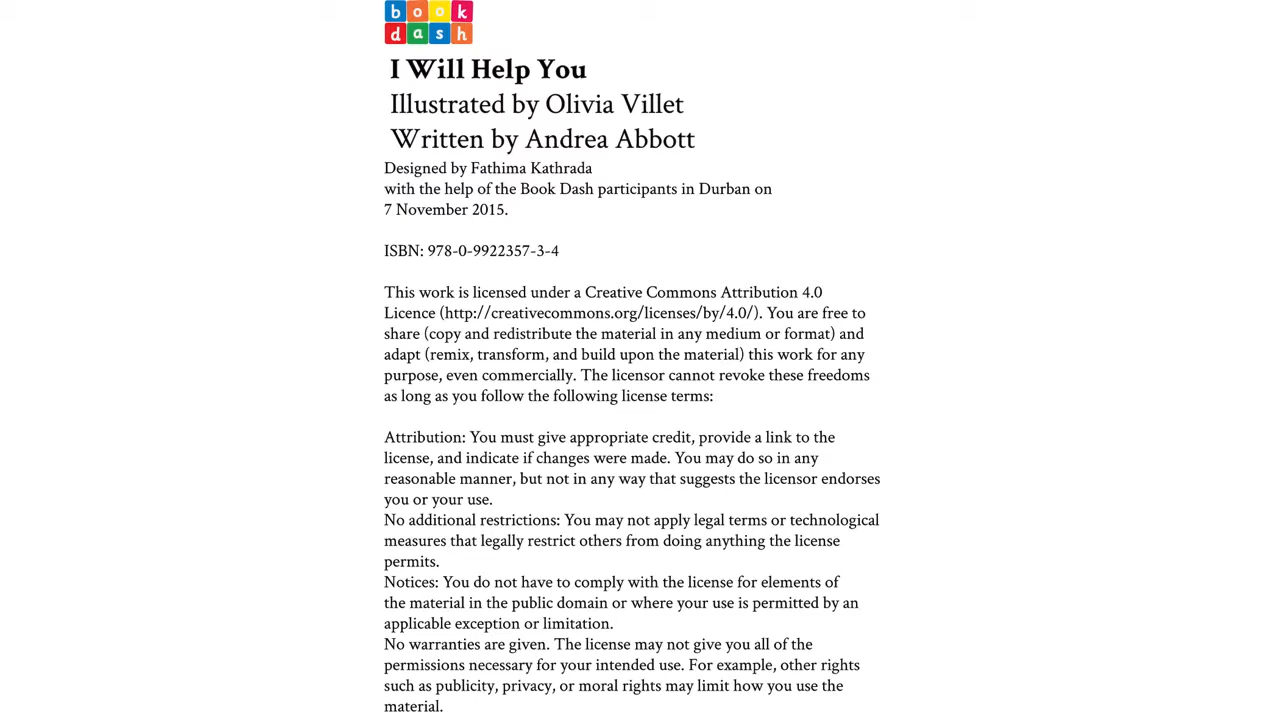 book
dash
I Will Help You
Illustrated by Olivia Villet
Written by Andrea Abbott
Designed by Fathima Kathrada
with the help of the Book Dash participants in Durban on
7 November 2015.
ISBN: 978-0-9922357-3-4
This work is licensed under a Creative Commons Attribution 4.0
Licence (http://creativecommons.org/licenses/by/4.0/). You are free to
share (copy and redistribute the material in any medium or format) and
adapt (remix, transform, and build upon the material) this work for any
purpose, even commercially. The licensor cannot revoke these freedoms
as long as you follow the following license terms:
Attribution: You must give appropriate credit, provide a link to the
license, and indicate if changes were made. You may do so in any
reasonable manner, but not in any way that suggests the licensor endorses
you or your use.
No additional restrictions: You may not apply legal terms or technological
measures that legally restrict others from doing anything the license
permits.
Notices: You do not have to comply with the license for elements of
the material in the public domain or where your use is permitted by an
applicable exception or limitation.
No warranties are given. The license may not give you all of the
permissions necessary for your intended use. For example, other rights
such as publicity, privacy, or moral rights may limit how you use the
material.